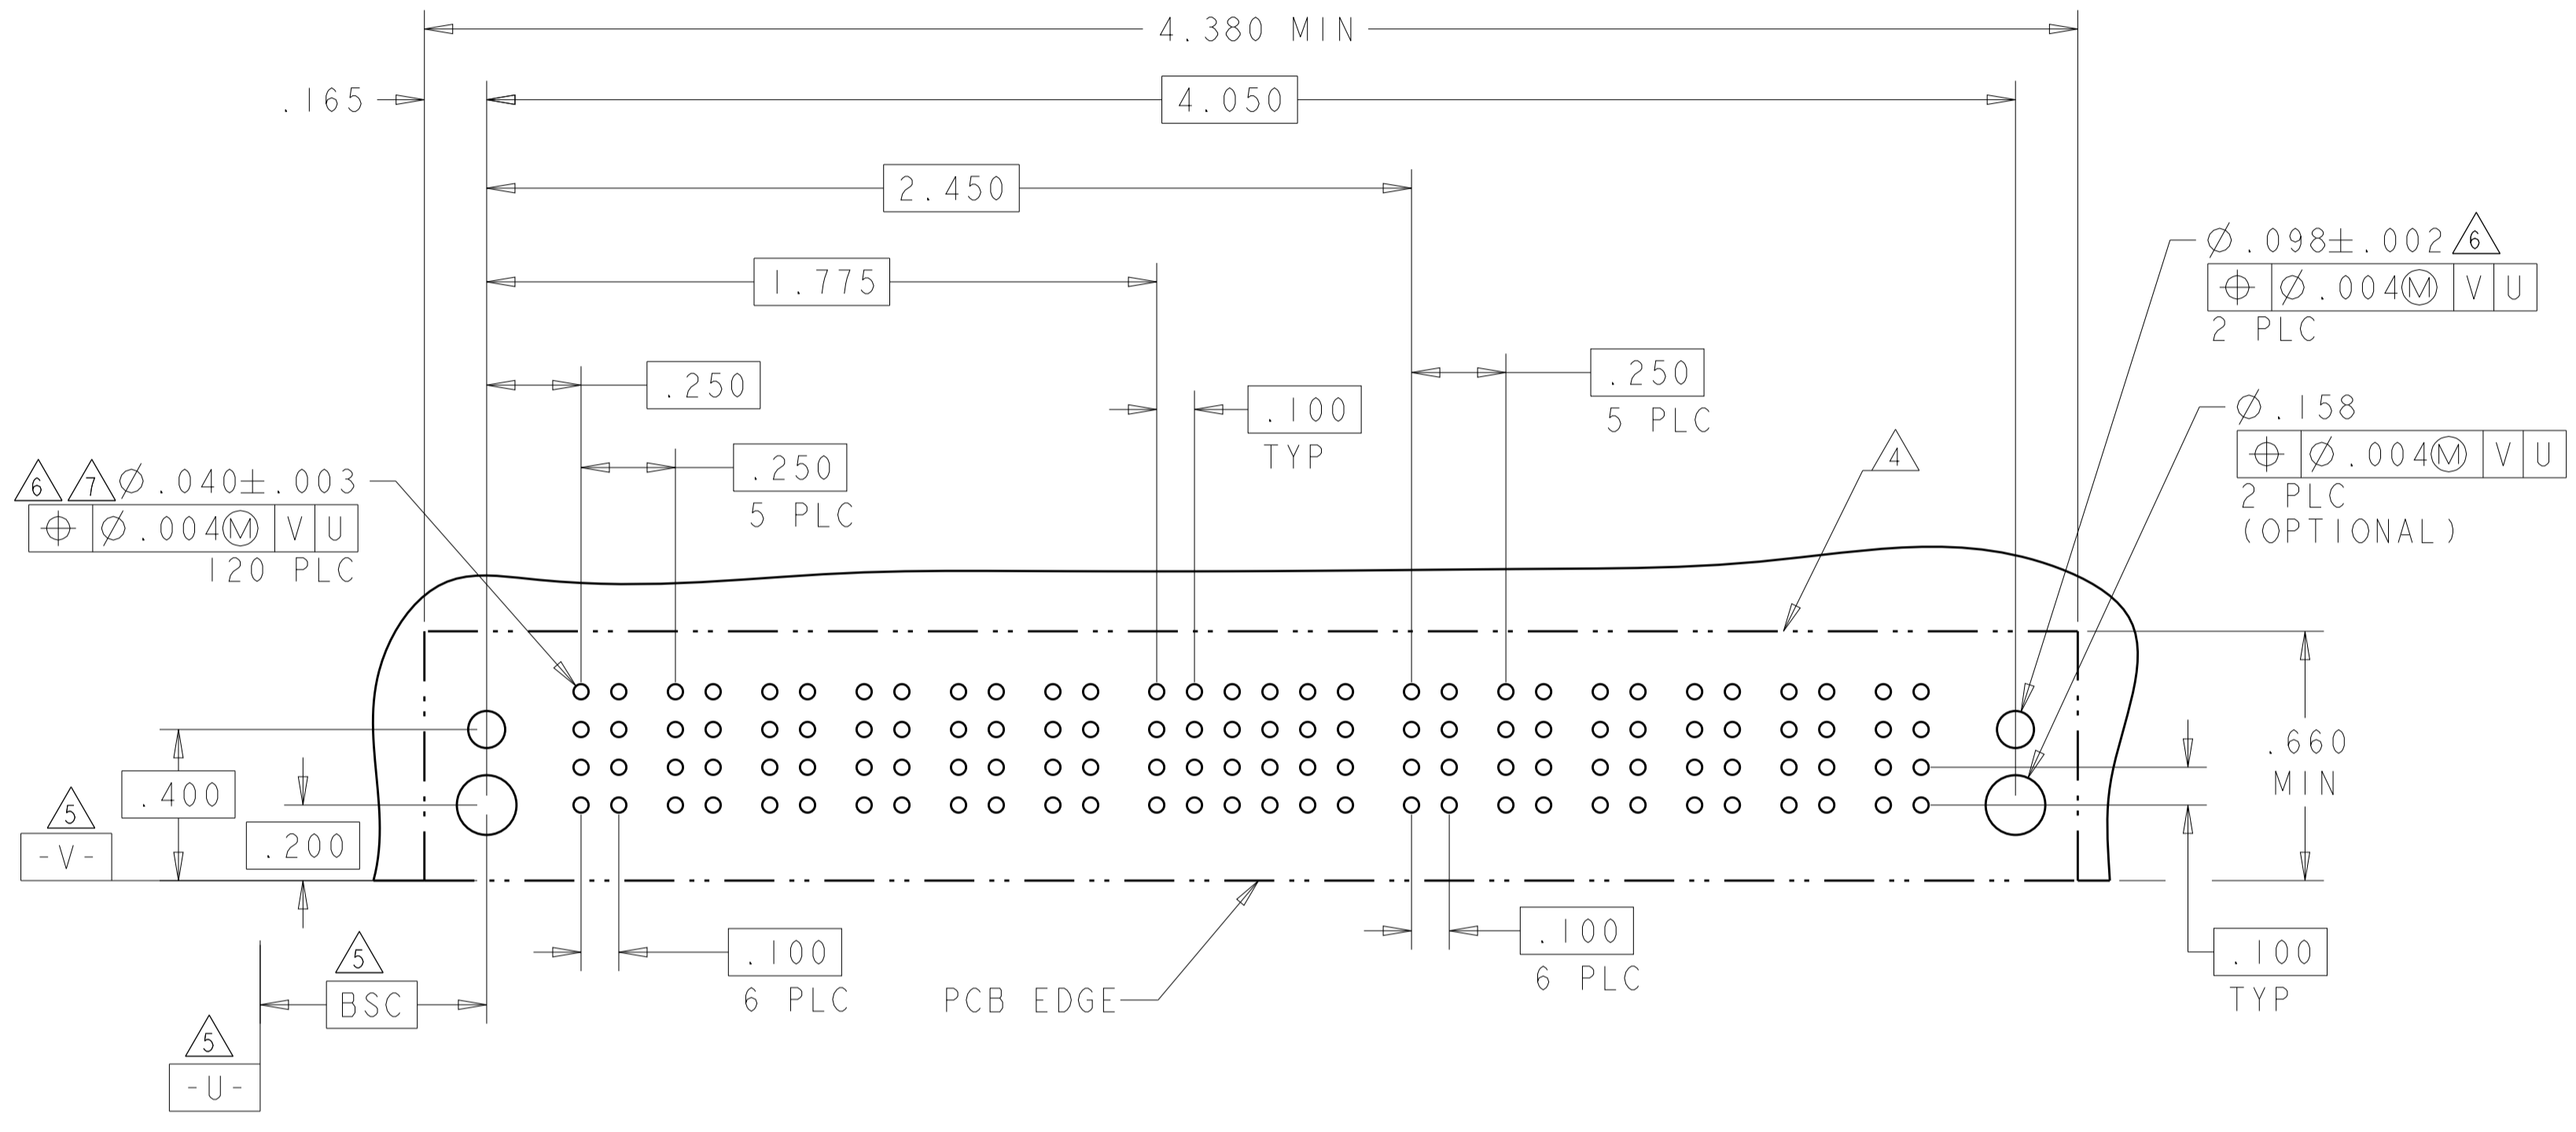 4.380 MIN
.165
4.050
2.450
Ø.098±.002 6
⌖ Ø.004Ⓜ V U
2 PLC
1.775
.250
.250
5 PLC
.100
TYP
Ø.158
⌖ Ø.004Ⓜ V U
2 PLC
(OPTIONAL)
4
.250
5 PLC
6 7 Ø.040±.003
⌖ Ø.004Ⓜ V U
120 PLC
.660
MIN
.400
5
-V-
.200
.100
6 PLC
.100
6 PLC
.100
TYP
5
BSC
PCB EDGE
5
-U-